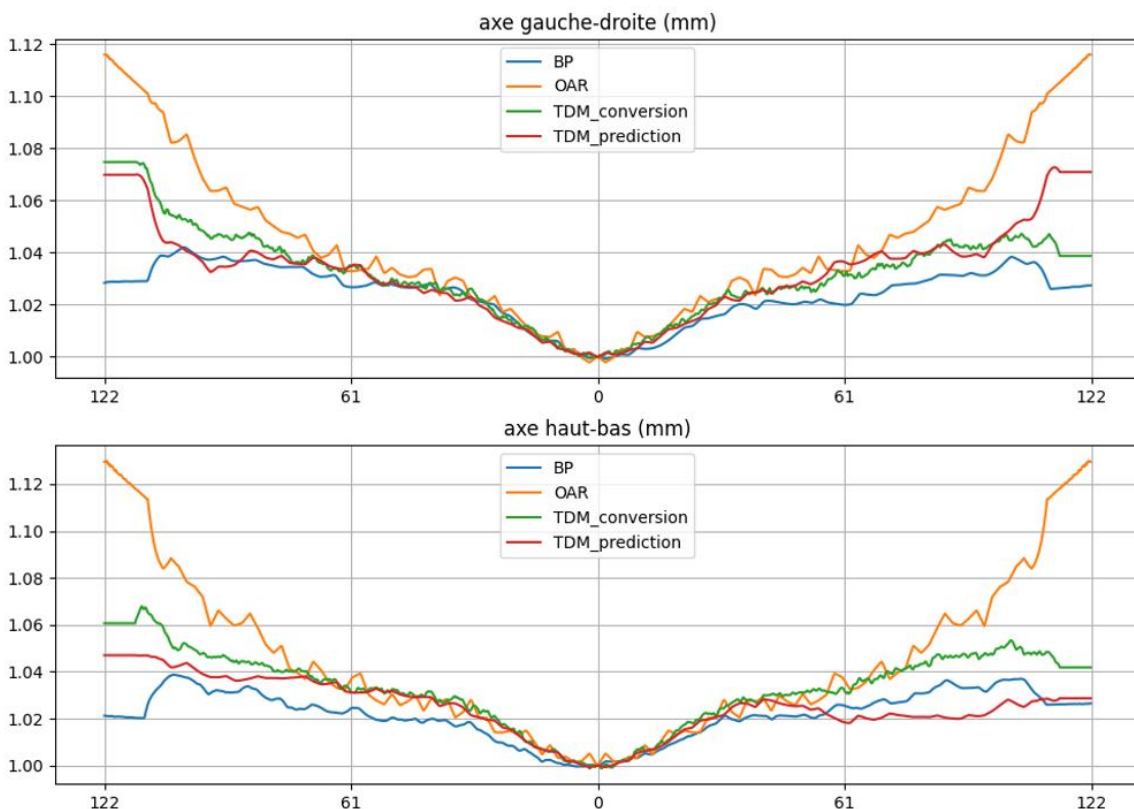 axe gauche-droite (mm)
1.12
1.10
1.08
1.06
1.04
1.02
1.00
BP
OAR
TDM_conversion
TDM_prediction
122 61 0 61 122
axe haut-bas (mm)
1.12
1.10
1.08
1.06
1.04
1.02
1.00
BP
OAR
TDM_conversion
TDM_prediction
122 61 0 61 122